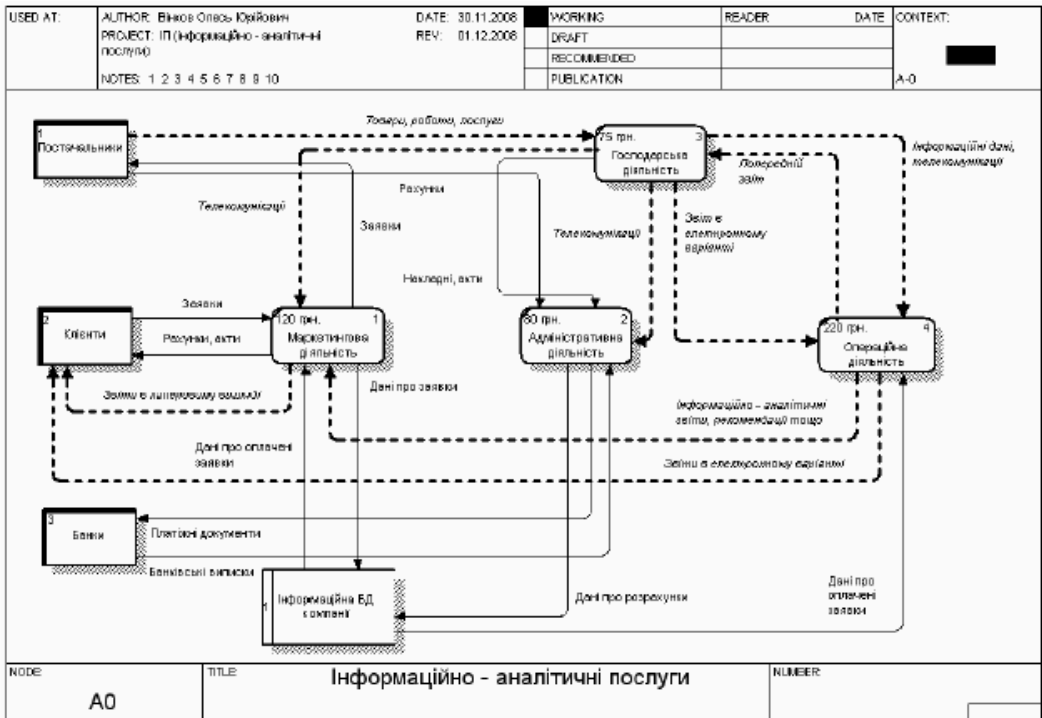 USED AT:
AUTHOR: Вінков Олесь Юрійович
DATE: 30.11.2008
PROJECT: ІП (інформаційно - аналітичні
послуги)
REV: 01.12.2008
NOTES: 1 2 3 4 5 6 7 8 9 10
WORKING
DRAFT
RECOMMENDED
PUBLICATION
READER DATE
CONTEXT:
A-0
1
Постачальники
Товари, роботи, послуги
75 грн. 3
Господарська
діяльність
Інформаційні дані,
телекомунікації
Попередній
звіт
Рахунки
Телекомунікації
Заявки
Телекомунікації
Звіт в
електронному
варіанті
Накладні, акти
Заявки
2
Клієнти
Рахунки, акти
120 грн. 1
Маркетингова
діяльність
80 грн. 2
Адміністративна
діяльність
220 грн. 4
Операційна
діяльність
Дані про заявки
Звіти в паперовому вигляді
Інформаційно - аналітичні
звіти, рекомендації тощо
Дані про оплачені
заявки
Звіти в електронному варіанті
3
Банки
Платіжні документи
Банківські виписки
1
Інформаційна БД
компанії
Дані про розрахунки
Дані про
оплачені
заявки
NODE:
A0
TITLE:
Інформаційно - аналітичні послуги
NUMBER: